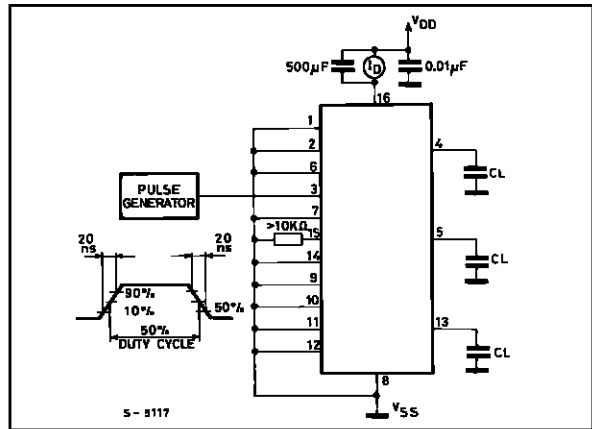 VDD
500µF
ID
0.01µF
16
1
2
6
3
7
>10KΩ
15
14
9
10
11
12
4
CL
5
CL
13
CL
8
VSS
PULSE
GENERATOR
20
ns
20
ns
90%
10%
50%
50%
DUTY CYCLE
S - 5117